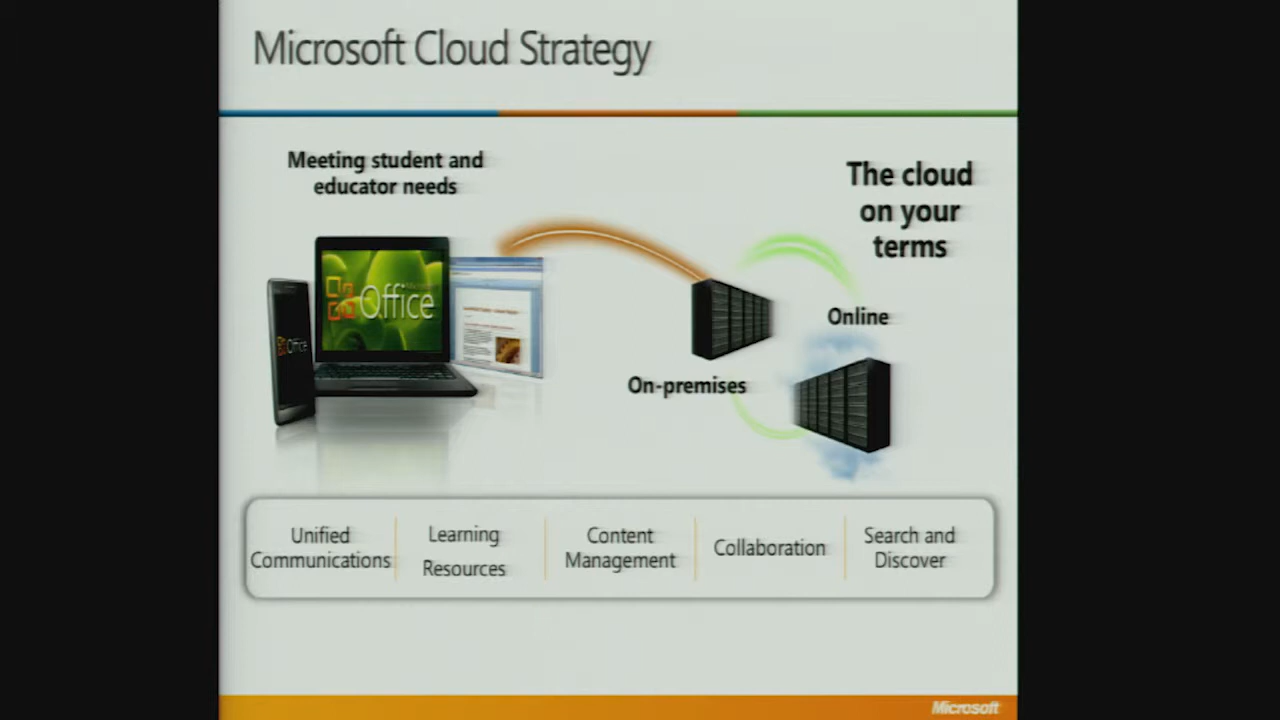 Microsoft Cloud Strategy
Meeting student and
educator needs
The cloud
on your
terms
Office
Office
Online
On-premises
Unified
Communications
Learning
Resources
Content
Management
Collaboration
Search and
Discover
Microsoft